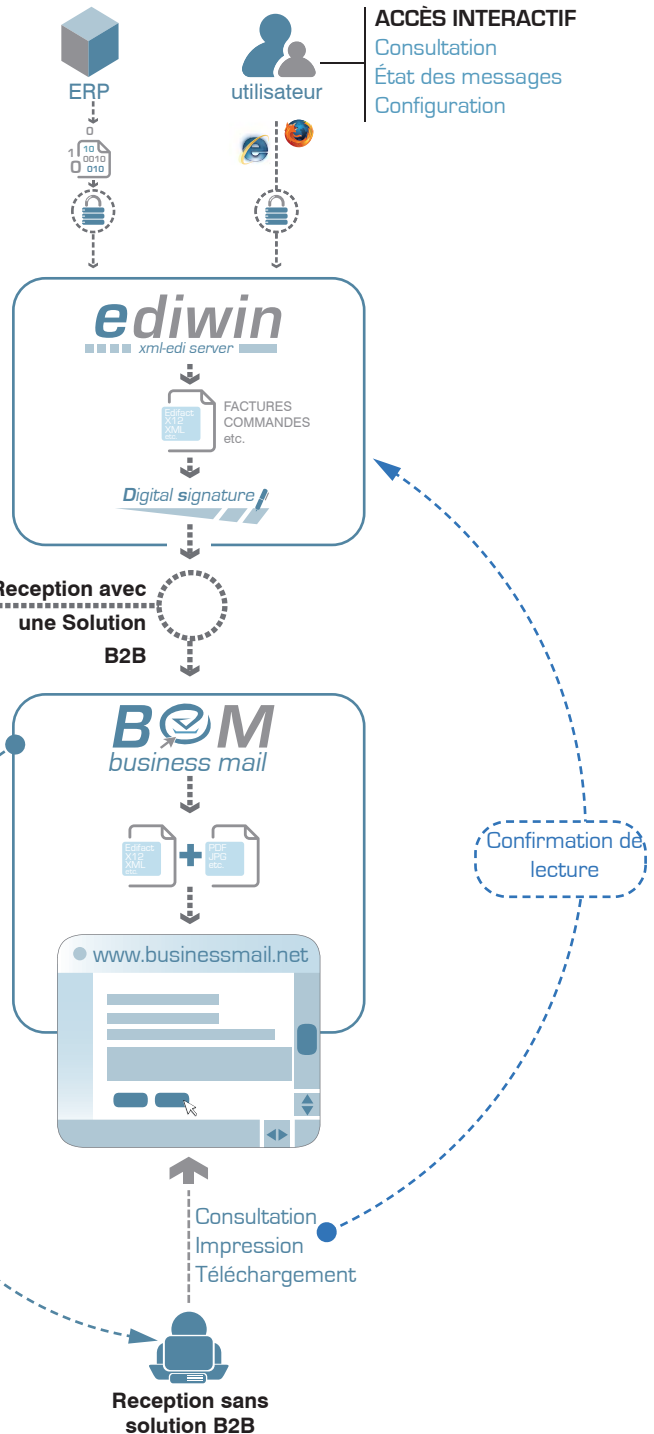 ACCÈS INTERACTIF
Consultation
État des messages
Configuration
ERP
utilisateur
0
1
0
10
0010
010
ediwin
xml-edi server
Edifact
X12
XML
etc.
FACTURES
COMMANDES
etc.
Digital signature
Reception avec
une Solution
B2B
B M
business mail
Edifact
X12
XML
etc.
PDF
JPG
etc.
Confirmation de
lecture
www.businessmail.net
Consultation
Impression
Téléchargement
Reception sans
solution B2B